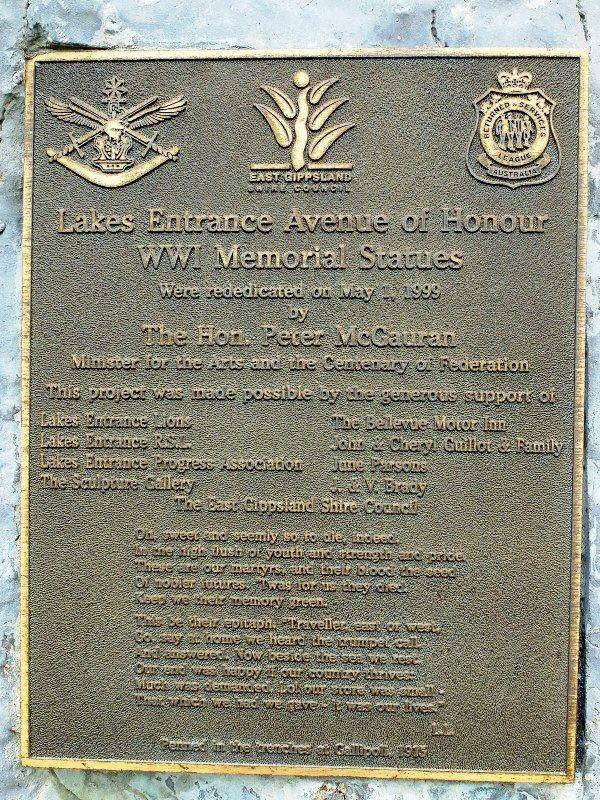 EAST GIPPSLAND
SHIRE COUNCIL
RETURNED & SERVICES
LEAGUE
AUSTRALIA
Lakes Entrance Avenue of Honour
WWI Memorial Statues
Were rededicated on May 1, 1999
by
The Hon. Peter McGauran
Minister for the Arts and the Centenary of Federation
This project was made possible by the generous support of
Lakes Entrance Lions
The Bellevue Motor Inn
Lakes Entrance R.S.L.
John & Cheryl Guillot & Family
Lakes Entrance Progress Association
June Parsons
The Sculpture Gallery
J. & V. Brady
The East Gippsland Shire Council
Oh, sweet and seemly so to die, indeed,
In the high flush of youth and strength and pride.
These are our martyrs, and their blood the seed
Of nobler futures. 'Twas for us they died.
Keep we their memory green.
This be their epitaph. "Traveller, east or west,
Go, say at home we heard the trumpet call
And answered. Now beside the sea we rest.
Our end was happy if our country thrives:
Much was demanded. Lo! our store was small -
That which we had we gave - it was our lives."
Penned in the trenches at Gallipoli, 1915